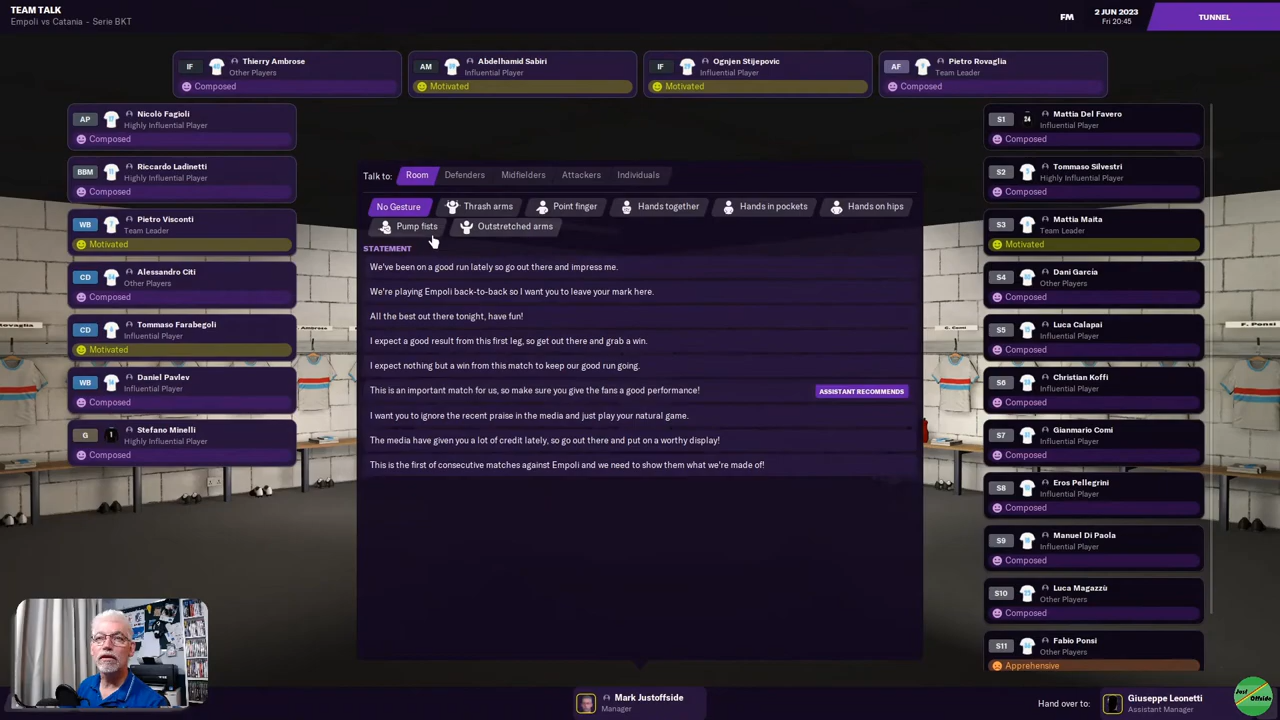 TEAM TALK
Empoli vs Catania - Serie BKT
FM
2 JUN 2023
Fri 20:45
TUNNEL
IF
Thierry Ambrose
Other Players
Composed
AM
Abdelhamid Sabiri
Influential Player
Motivated
IF
Ognjen Stijepovic
Influential Player
Motivated
AF
Pietro Rovaglia
Team Leader
Composed
AP
Nicolò Fagioli
Highly Influential Player
Composed
BBM
Riccardo Ladinetti
Highly Influential Player
Composed
WB
Pietro Visconti
Team Leader
Motivated
CD
Alessandro Citi
Other Players
Composed
CD
Tommaso Farabegoli
Influential Player
Motivated
WB
Daniel Pavlev
Influential Player
Composed
G
Stefano Minelli
Highly Influential Player
Composed
Talk to: Room Defenders Midfielders Attackers Individuals
No Gesture Thrash arms Point finger Hands together Hands in pockets Hands on hips
Pump fists Outstretched arms
STATEMENT
We've been on a good run lately so go out there and impress me.
We're playing Empoli back-to-back so I want you to leave your mark here.
All the best out there tonight, have fun!
I expect a good result from this first leg, so get out there and grab a win.
I expect nothing but a win from this match to keep our good run going.
This is an important match for us, so make sure you give the fans a good performance! ASSISTANT RECOMMENDS
I want you to ignore the recent praise in the media and just play your natural game.
The media have given you a lot of credit lately, so go out there and put on a worthy display!
This is the first of consecutive matches against Empoli and we need to show them what we're made of!
S1
24
Mattia Del Favero
Influential Player
Composed
S2
Tommaso Silvestri
Highly Influential Player
Composed
S3
Mattia Maita
Team Leader
Motivated
S4
Dani García
Influential Player
Composed
S5
Luca Calapai
Influential Player
Composed
S6
Christian Koffi
Influential Player
Composed
S7
Gianmario Comi
Influential Player
Composed
S8
Eros Pellegrini
Influential Player
Composed
S9
Manuel Di Paola
Influential Player
Composed
S10
Luca Magazzù
Other Players
Composed
S11
Fabio Ponsi
Other Players
Apprehensive
Rovaglia
Ambrose
G. Comi
F. Ponsi
Mark Justoffside
Manager
Hand over to:
Giuseppe Leonetti
Assistant Manager
Just
Offside